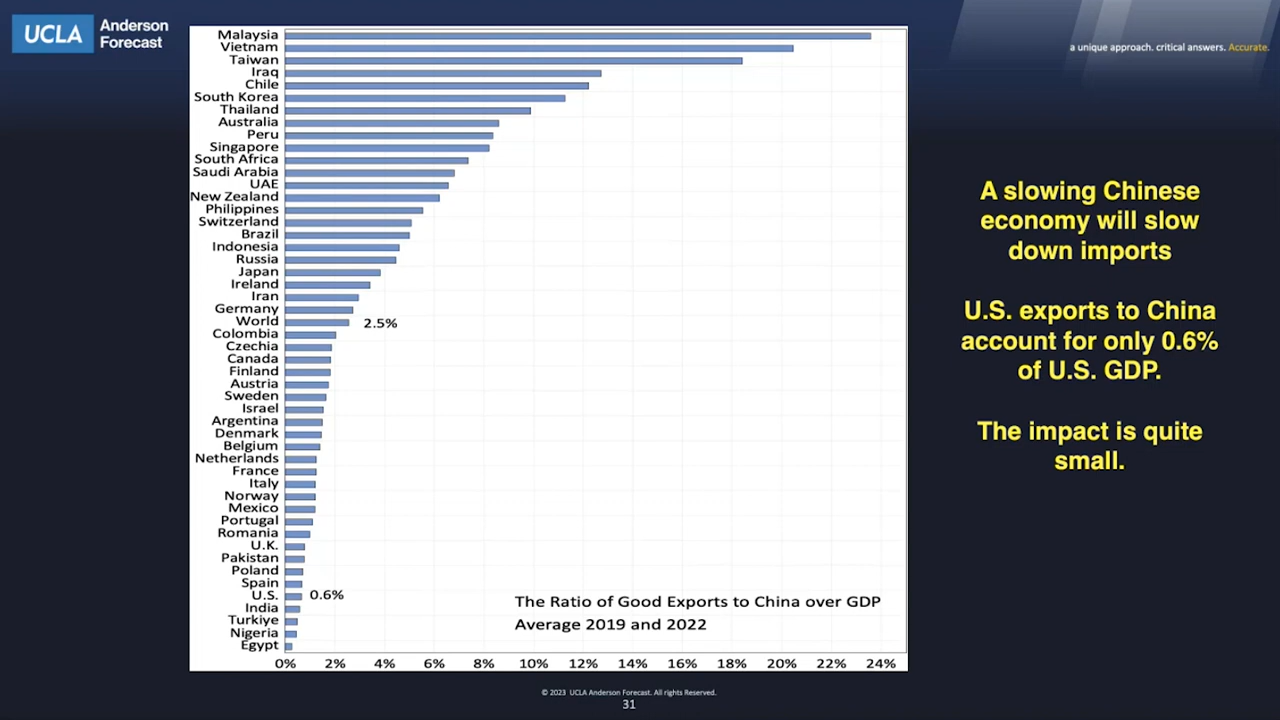 UCLA Anderson
Forecast
a unique approach. critical answers. Accurate.
Malaysia
Vietnam
Taiwan
Iraq
Chile
South Korea
Thailand
Australia
Peru
Singapore
South Africa
Saudi Arabia
UAE
New Zealand
Philippines
Switzerland
Brazil
Indonesia
Russia
Japan
Ireland
Iran
Germany
World 2.5%
Colombia
Czechia
Canada
Finland
Austria
Sweden
Israel
Argentina
Denmark
Belgium
Netherlands
France
Italy
Norway
Mexico
Portugal
Romania
U.K.
Pakistan
Poland
Spain
U.S. 0.6%
India
Turkiye
Nigeria
Egypt
The Ratio of Good Exports to China over GDP
Average 2019 and 2022
0% 2% 4% 6% 8% 10% 12% 14% 16% 18% 20% 22% 24%
A slowing Chinese
economy will slow
down imports
U.S. exports to China
account for only 0.6%
of U.S. GDP.
The impact is quite
small.
© 2023 UCLA Anderson Forecast. All rights Reserved.
31